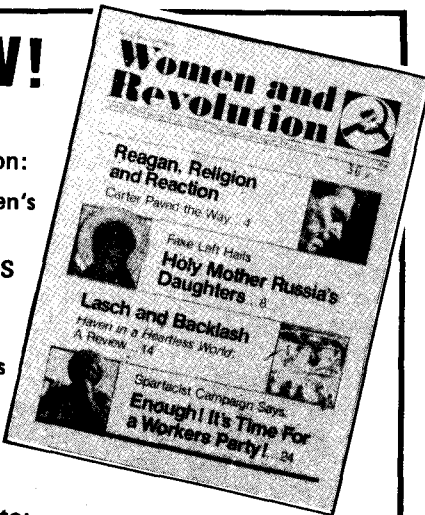 W!
on:
en's
S
s
to:
Women and
Revolution
Reagan, Religion
and Reaction
Carter Paved the Way 4
Fake Left Hails
Holy Mother Russia's
Daughters 8
Lasch and Backlash
Haven in a Heartless World:
A Review 14
Spartacist Campaign Says:
Enough! It's Time For
a Workers Party!...24